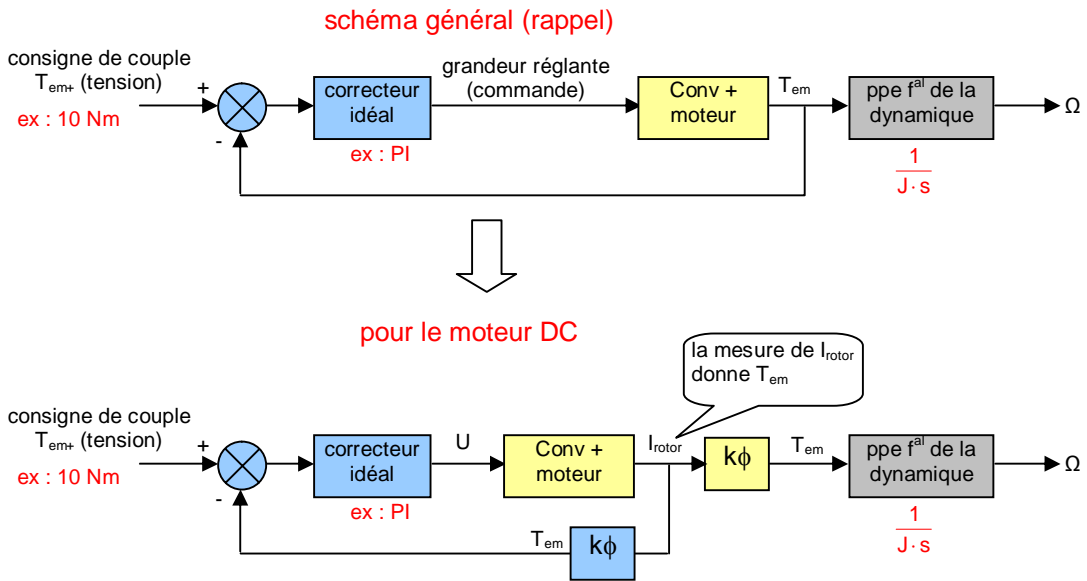 schéma général (rappel)
consigne de couple
Tem+ (tension)
ex : 10 Nm
+
-
correcteur
idéal
ex : PI
grandeur réglante
(commande)
Conv +
moteur
Tem
ppe fal de la
dynamique
1
J·s
Ω
pour le moteur DC
la mesure de Irotor
donne Tem
consigne de couple
Tem+ (tension)
ex : 10 Nm
+
-
correcteur
idéal
ex : PI
U
Conv +
moteur
Irotor
kϕ
Tem
ppe fal de la
dynamique
1
J·s
Ω
Tem
kϕ